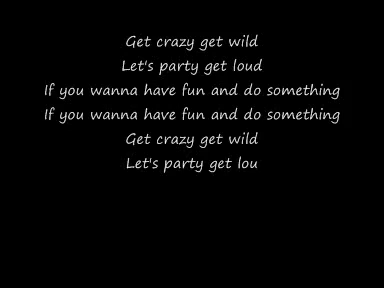 Get crazy get wild
Let's party get loud
If you wanna have fun and do something
If you wanna have fun and do something
Get crazy get wild
Let's party get lou